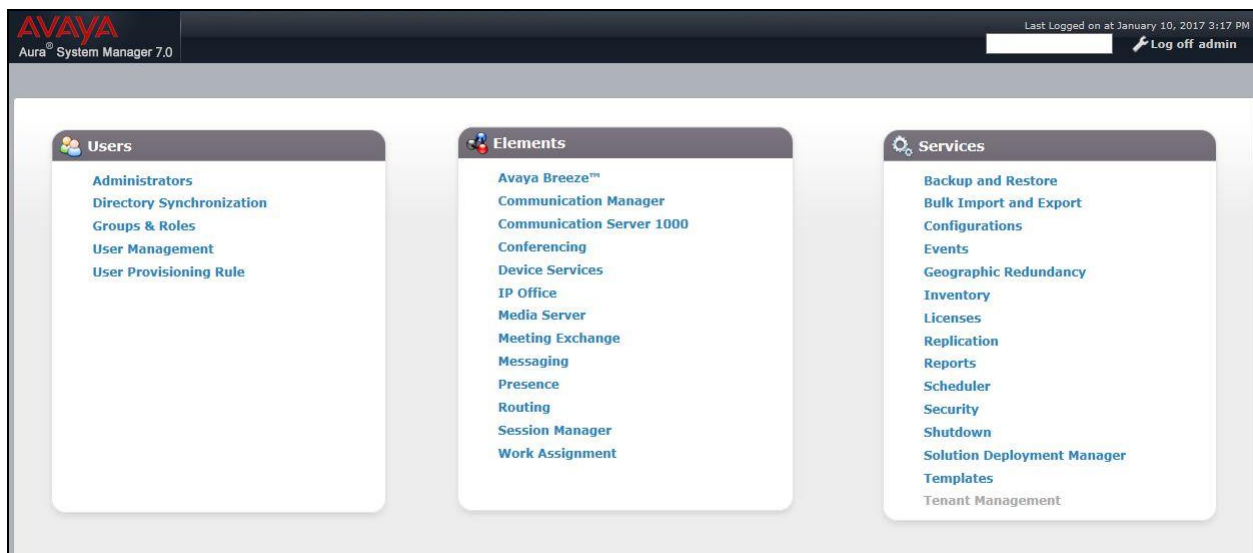 AVAYA
Aura® System Manager 7.0
Last Logged on at January 10, 2017 3:17 PM
Log off admin
Users
Administrators
Directory Synchronization
Groups & Roles
User Management
User Provisioning Rule
Elements
Avaya Breeze™
Communication Manager
Communication Server 1000
Conferencing
Device Services
IP Office
Media Server
Meeting Exchange
Messaging
Presence
Routing
Session Manager
Work Assignment
Services
Backup and Restore
Bulk Import and Export
Configurations
Events
Geographic Redundancy
Inventory
Licenses
Replication
Reports
Scheduler
Security
Shutdown
Solution Deployment Manager
Templates
Tenant Management